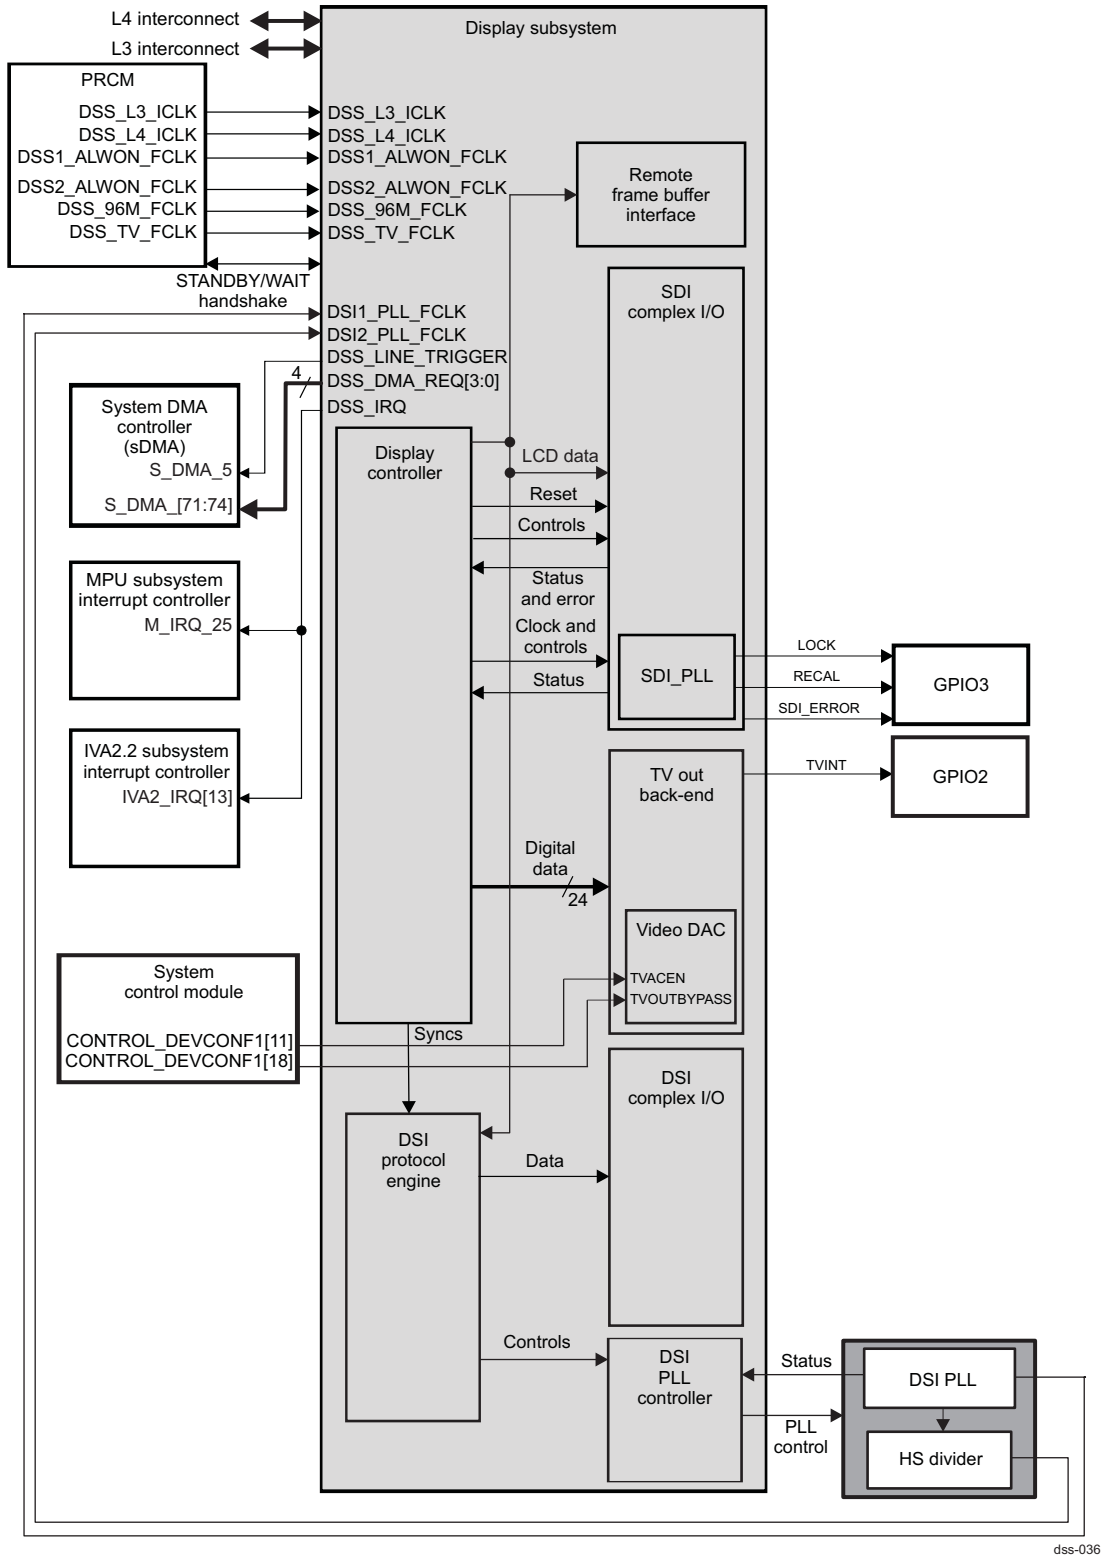 L4 interconnect
L3 interconnect
Display subsystem
PRCM
DSS_L3_ICLK
DSS_L4_ICLK
DSS1_ALWON_FCLK
DSS2_ALWON_FCLK
DSS_96M_FCLK
DSS_TV_FCLK
DSS_L3_ICLK
DSS_L4_ICLK
DSS1_ALWON_FCLK
DSS2_ALWON_FCLK
DSS_96M_FCLK
DSS_TV_FCLK
STANDBY/WAIT
handshake
DSI1_PLL_FCLK
DSI2_PLL_FCLK
DSS_LINE_TRIGGER
DSS_DMA_REQ[3:0]
DSS_IRQ
4
Remote
frame buffer
interface
SDI
complex I/O
System DMA
controller
(sDMA)
S_DMA_5
S_DMA_[71:74]
Display
controller
LCD data
Reset
Controls
Status
and error
Clock and
controls
Status
SDI_PLL
LOCK
RECAL
SDI_ERROR
GPIO3
MPU subsystem
interrupt controller
M_IRQ_25
IVA2.2 subsystem
interrupt controller
IVA2_IRQ[13]
TV out
back-end
TVINT
GPIO2
Digital
data
24
Video DAC
TVACEN
TVOUTBYPASS
System
control module
CONTROL_DEVCONF1[11]
CONTROL_DEVCONF1[18]
Syncs
DSI
complex I/O
DSI
protocol
engine
Data
Controls
DSI
PLL
controller
Status
PLL
control
DSI PLL
HS divider
dss-036